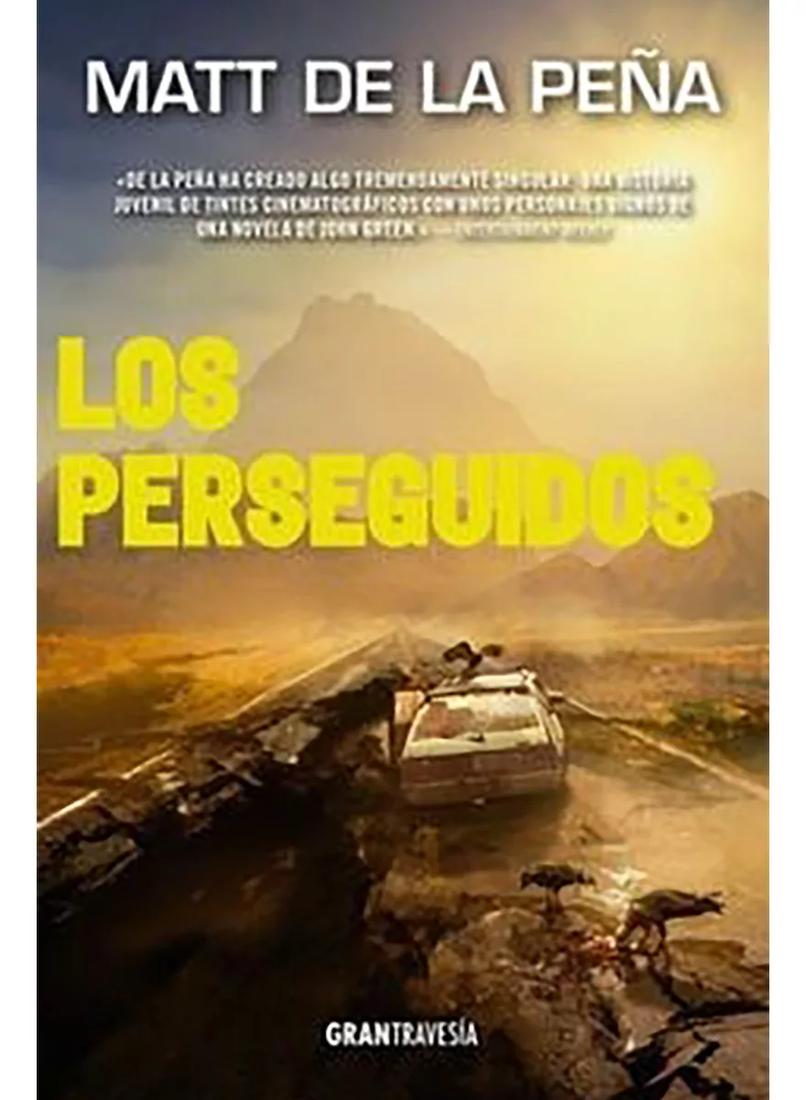 MATT DE LA PEÑA
«DE LA PEÑA HA CREADO ALGO TREMENDAMENTE SINGULAR: UNA HISTORIA
JUVENIL DE TINTES CINEMATOGRÁFICOS CON UNOS PERSONAJES DIGNOS DE
UNA NOVELA DE JOHN GREEN.»
LOS
PERSEGUIDOS
GRANTRAVESÍA